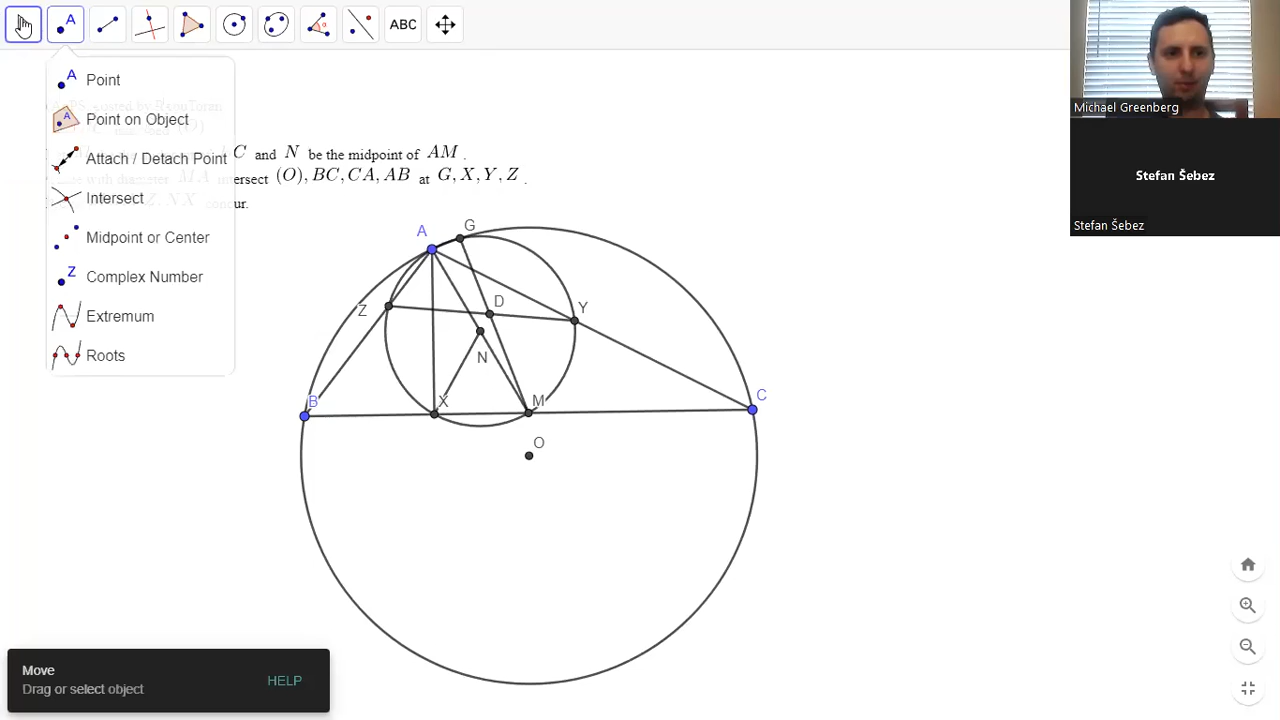 A
ABC
Michael Greenberg
Point
A
A
Point on Object
Attach / Detach Point
C and N be the midpoint of AM .
(O), BC, CA, AB at G, X, Y, Z .
Stefan Šebez
Intersect
NX concur.
Stefan Šebez
Midpoint or Center
Z
Complex Number
Extremum
Roots
A
G
Z
D
Y
N
B
X
M
C
O
Move
Drag or select object
HELP